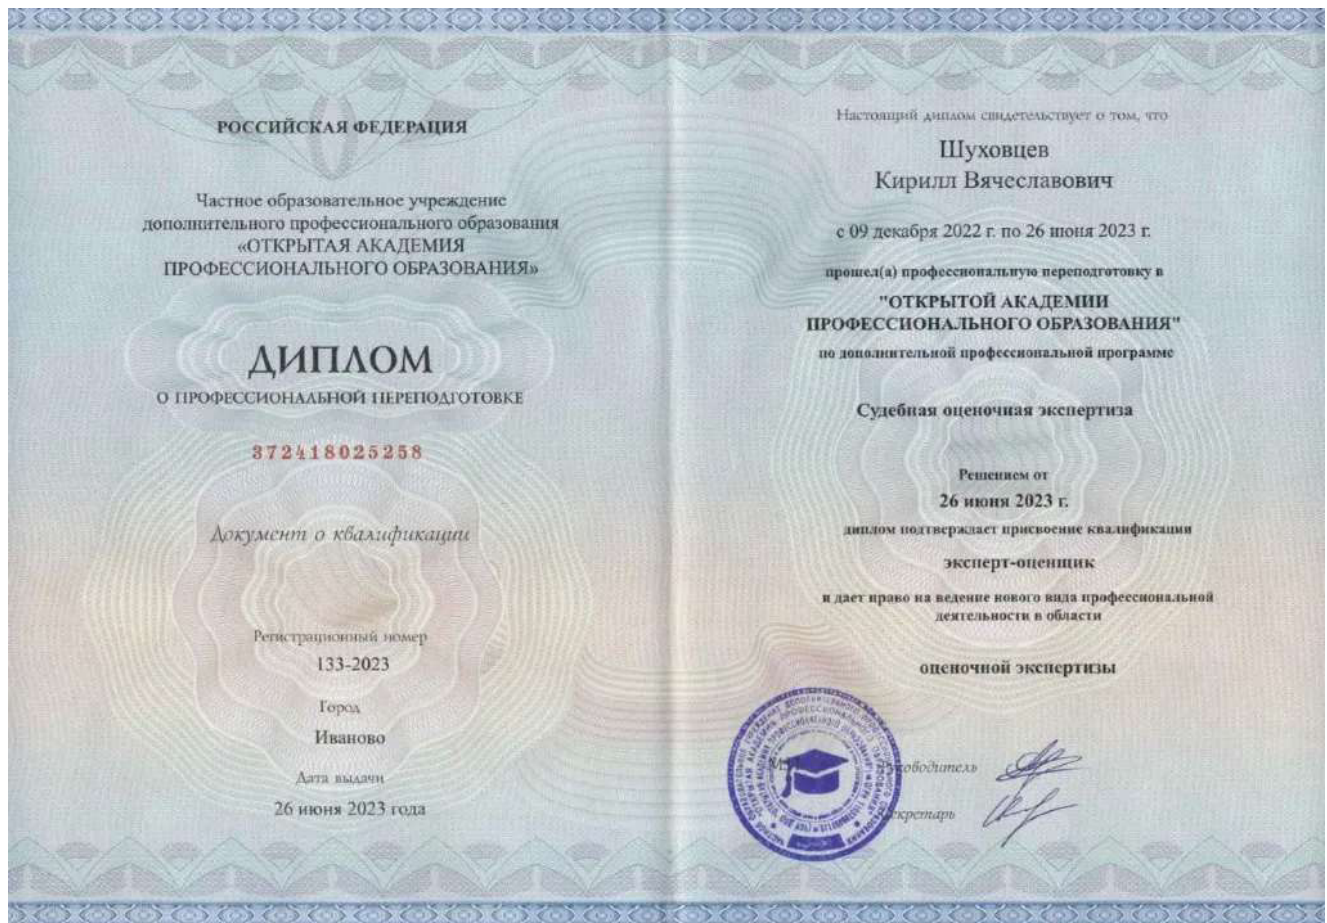 РОССИЙСКАЯ ФЕДЕРАЦИЯ
Частное образовательное учреждение
дополнительного профессионального образования
«ОТКРЫТАЯ АКАДЕМИЯ
ПРОФЕССИОНАЛЬНОГО ОБРАЗОВАНИЯ»
ДИПЛОМ
О ПРОФЕССИОНАЛЬНОЙ ПЕРЕПОДГОТОВКЕ
372418025258
Документ о квалификации
Регистрационный номер
133-2023
Город
Иваново
Дата выдачи
26 июня 2023 года
Настоящий диплом свидетельствует о том, что
Шуховцев
Кирилл Вячеславович
с 09 декабря 2022 г. по 26 июня 2023 г.
прошел(а) профессиональную переподготовку в
"ОТКРЫТОЙ АКАДЕМИИ
ПРОФЕССИОНАЛЬНОГО ОБРАЗОВАНИЯ"
по дополнительной профессиональной программе
Судебная оценочная экспертиза
Решением от
26 июня 2023 г.
диплом подтверждает присвоение квалификации
эксперт-оценщик
и дает право на ведение нового вида профессиональной
деятельности в области
оценочной экспертизы
Руководитель
Секретарь